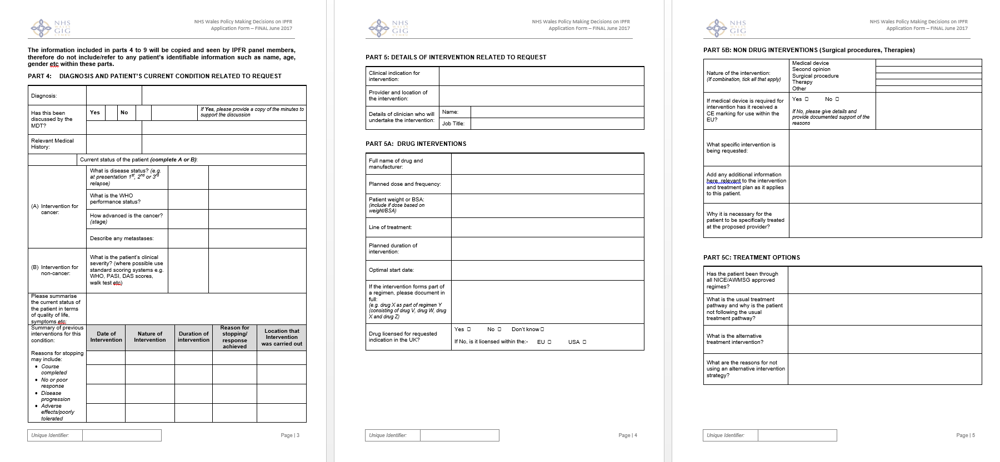 NHS
WALES
GIG
CYMRU
NHS Wales Policy Making Decisions on IPFR
Application Form – FINAL June 2017
The information included in parts 4 to 9 will be copied and seen by IPFR panel members,
therefore do not include/refer to any patient's identifiable information such as name, age,
gender etc within these parts.
PART 4: DIAGNOSIS AND PATIENT'S CURRENT CONDITION RELATED TO REQUEST
Diagnosis:
Has this been
discussed by the
MDT?
Yes No
If Yes, please provide a copy of the minutes to
support the discussion
Relevant Medical
History:
Current status of the patient (complete A or B):
(A) Intervention for
cancer:
What is disease status? (e.g.
at presentation 1st, 2nd or 3rd
relapse)
What is the WHO
performance status?
How advanced is the cancer?
(stage)
Describe any metastases:
(B) Intervention for
non-cancer:
What is the patient's clinical
severity? (where possible use
standard scoring systems e.g.
WHO, PASI, DAS scores,
walk test etc)
Please summarise
the current status of
the patient in terms
of quality of life,
symptoms etc:
Summary of previous
interventions for this
condition:
Reasons for stopping
may include:
• Course
completed
• No or poor
response
• Disease
progression
• Adverse
effects/poorly
tolerated
Date of
Intervention
Nature of
Intervention
Duration of
intervention
Reason for
stopping/
response
achieved
Location that
Intervention
was carried out
Unique Identifier:
Page | 3
NHS
WALES
GIG
CYMRU
NHS Wales Policy Making Decisions on IPFR
Application Form – FINAL June 2017
PART 5: DETAILS OF INTERVENTION RELATED TO REQUEST
Clinical indication for
intervention:
Provider and location of
the intervention:
Details of clinician who will
undertake the intervention:
Name:
Job Title:
PART 5A: DRUG INTERVENTIONS
Full name of drug and
manufacturer:
Planned dose and frequency:
Patient weight or BSA:
(include if dose based on
weight/BSA)
Line of treatment:
Planned duration of
intervention:
Optimal start date:
If the intervention forms part of
a regimen, please document in
full:
(e.g. drug X as part of regimen Y
(consisting of drug V, drug W, drug
X and drug Z)
Drug licensed for requested
indication in the UK?
Yes ☐ No ☐ Don't know ☐
If No, is it licensed within the:- EU ☐ USA ☐
Unique Identifier:
Page | 4
NHS
WALES
GIG
CYMRU
NHS Wales Policy Making Decisions on IPFR
Application Form – FINAL June 2017
PART 5B: NON DRUG INTERVENTIONS (Surgical procedures, Therapies)
Nature of the intervention:
(If combination, tick all that apply)
Medical device
Second opinion
Surgical procedure
Therapy
Other
If medical device is required for
intervention has it received a
CE marking for use within the
EU?
Yes ☐ No ☐
If No, please give details and
provide documented support of the
reasons
What specific intervention is
being requested:
Add any additional information
here, relevant to the intervention
and treatment plan as it applies
to this patient.
Why it is necessary for the
patient to be specifically treated
at the proposed provider?
PART 5C: TREATMENT OPTIONS
Has the patient been through
all NICE/AWMSG approved
regimes?
What is the usual treatment
pathway and why is the patient
not following the usual
treatment pathway?
What is the alternative
treatment intervention?
What are the reasons for not
using an alternative intervention
strategy?
Unique Identifier:
Page | 5